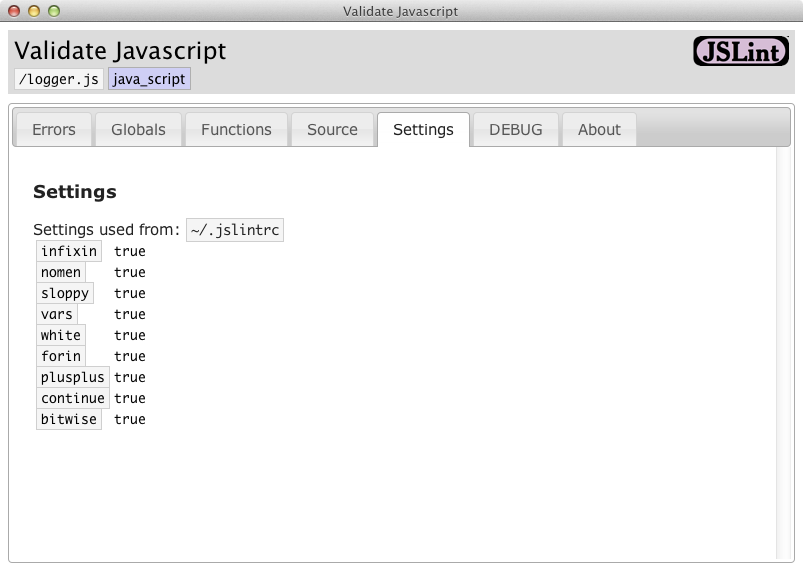 Validate Javascript
Validate Javascript
JSLint
/logger.js java_script
Errors Globals Functions Source Settings DEBUG About
Settings
Settings used from: ~/.jslintrc
infixin true
nomen true
sloppy true
vars true
white true
forin true
plusplus true
continue true
bitwise true